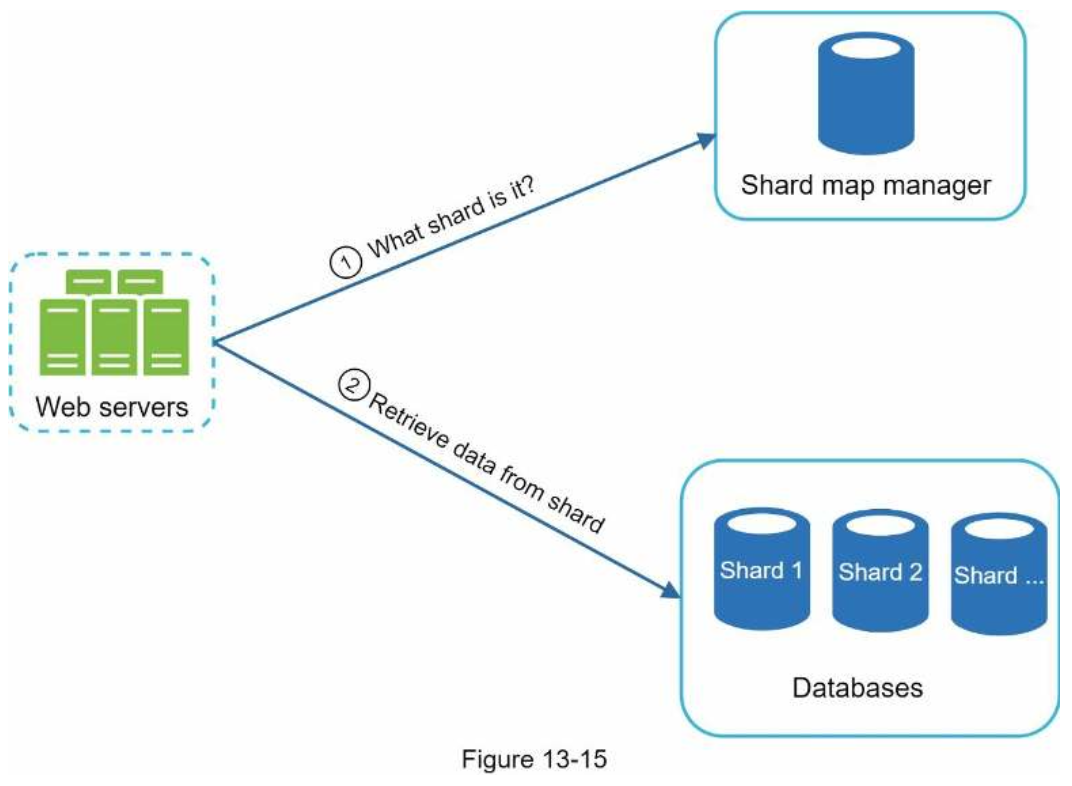 Shard map manager
① What shard is it?
Web servers
② Retrieve data from shard
Shard 1
Shard 2
Shard ...
Databases
Figure 13-15